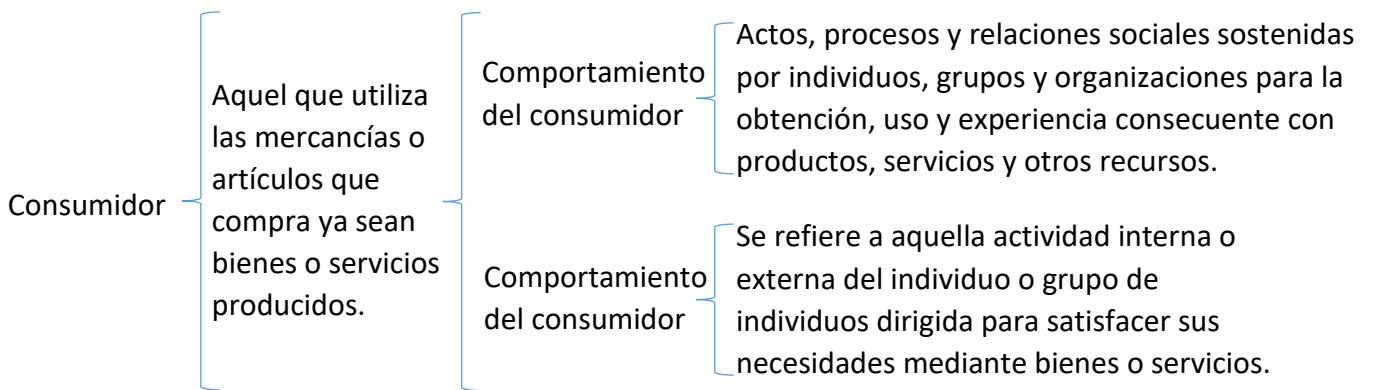 Consumidor
Aquel que utiliza
las mercancías o
artículos que
compra ya sean
bienes o servicios
producidos.
Comportamiento
del consumidor
Actos, procesos y relaciones sociales sostenidas
por individuos, grupos y organizaciones para la
obtención, uso y experiencia consecuente con
productos, servicios y otros recursos.
Comportamiento
del consumidor
Se refiere a aquella actividad interna o
externa del individuo o grupo de
individuos dirigida para satisfacer sus
necesidades mediante bienes o servicios.